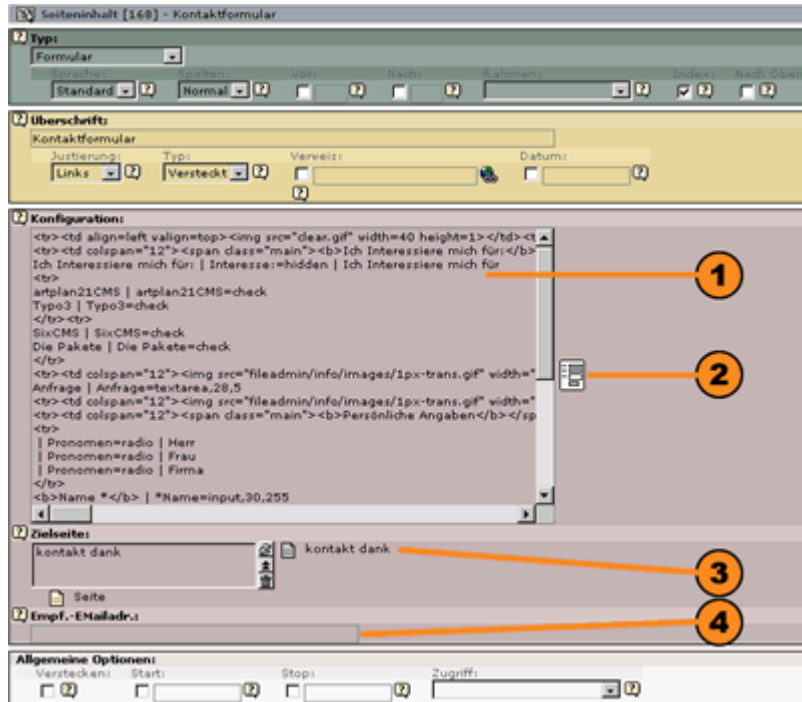 Seiteninhalt [168] - Kontaktformular
Typ:
Formular
Sprache: Spalten: Vor: Nach: Rahmen: Index: Nach Oben
Standard Normal
Überschrift:
Kontaktformular
Justierung: Typ: Verweis: Datum:
Links Versteckt
Konfiguration:
<tr><td align=left valign=top><img src="clear.gif" width=40 height=1></td><t
<tr><td colspan="12"><span class="main"><b>Ich Interessiere mich für:</b>
Ich Interessiere mich für: | Interesse:=hidden | Ich Interessiere mich für
<tr>
artplan21CMS | artplan21CMS=check
Typo3 | Typo3=check
</tr><tr>
SixCMS | SixCMS=check
Die Pakete | Die Pakete=check
</tr>
<tr><td colspan="12"><img src="fileadmin/info/images/1px-trans.gif" width="
Anfrage | Anfrage=textarea,28,5
<tr><td colspan="12"><img src="fileadmin/info/images/1px-trans.gif" width="
<tr><td colspan="12"><span class="main"><b>Persönliche Angaben</b></sp
<tr>
| Pronomen=radio | Herr
| Pronomen=radio | Frau
| Pronomen=radio | Firma
</tr>
<b>Name *</b> | *Name=input,30,255
1
2
Zielseite:
kontakt dank kontakt dank
3
Seite
Empf.-EMailadr.:
4
Allgemeine Optionen:
Verstecken: Start: Stop: Zugriff: